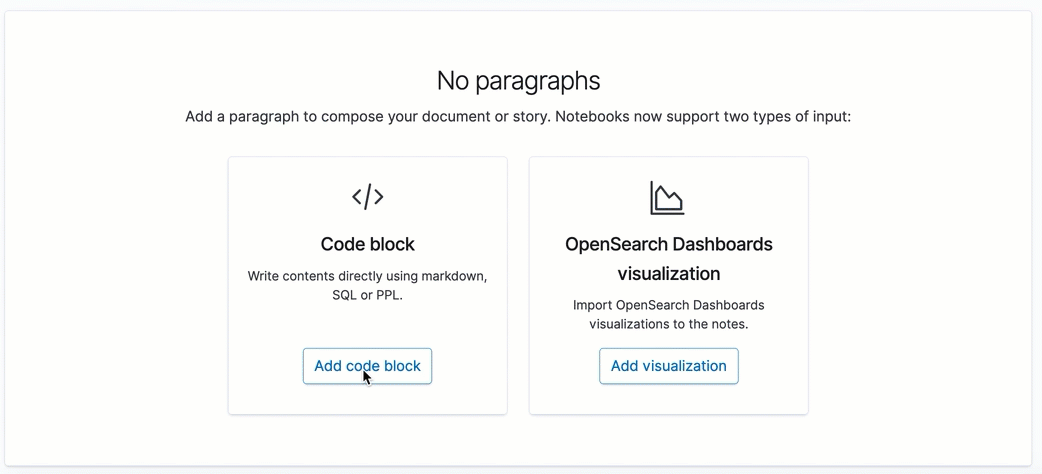 No paragraphs
Add a paragraph to compose your document or story. Notebooks now support two types of input:
Code block
Write contents directly using markdown,
SQL or PPL.
Add code block
OpenSearch Dashboards
visualization
Import OpenSearch Dashboards
visualizations to the notes.
Add visualization